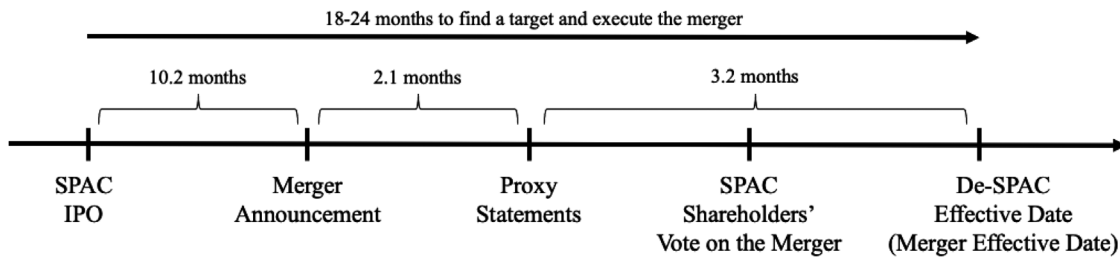 18-24 months to find a target and execute the merger
10.2 months
2.1 months
3.2 months
SPAC
IPO
Merger
Announcement
Proxy
Statements
SPAC
Shareholders’
Vote on the Merger
De-SPAC
Effective Date
(Merger Effective Date)